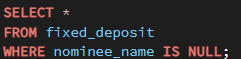 SELECT *
FROM fixed_deposit
WHERE nominee_name IS NULL;